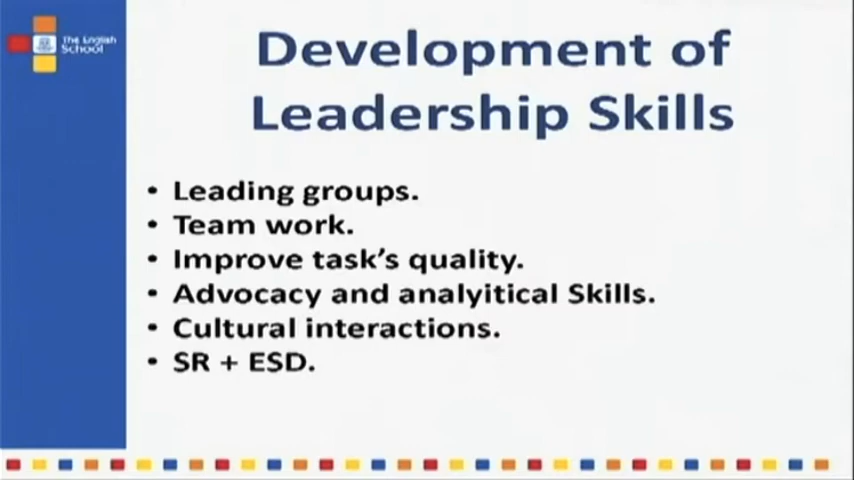 The English
School
Development of
Leadership Skills
• Leading groups.
• Team work.
• Improve task's quality.
• Advocacy and analyitical Skills.
• Cultural interactions.
• SR + ESD.